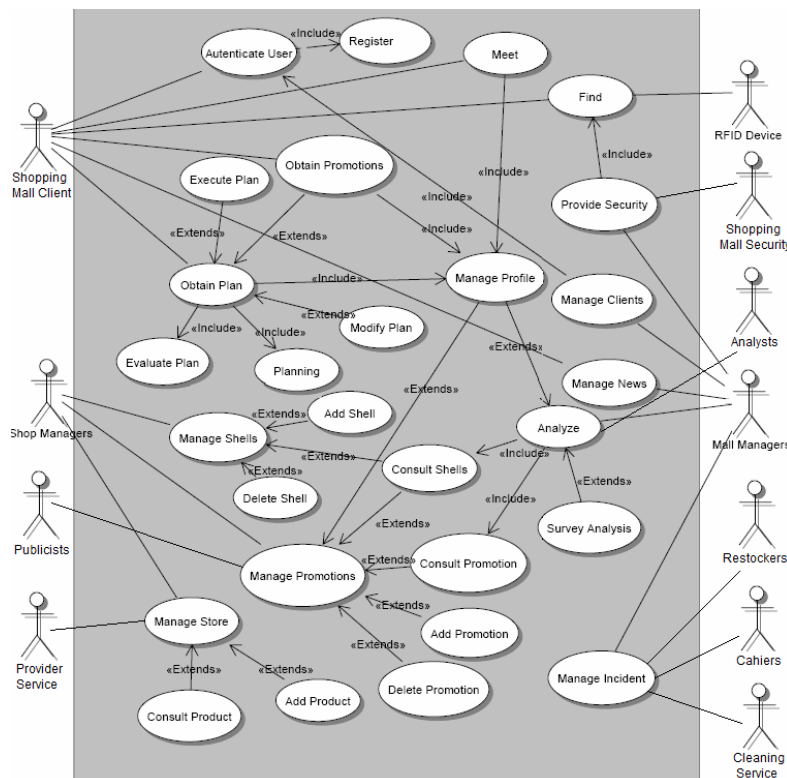 «Include»
Register
Autenticate User
Meet
Find
RFID Device
Shopping
Mall Client
Obtain Promotions
«Include»
«Include»
Execute Plan
«Include»
Provide Security
Shopping
Mall Security
«Extends»
«Extends»
«Include»
Obtain Plan
«Include»
Manage Profile
Manage Clients
«Extends»
Modify Plan
Analysts
«Include»
«Include»
«Extends»
Evaluate Plan
Planning
«Extends»
Manage News
Shop Managers
Add Shell
«Extends»
Manage Shells
Analyze
Mall Managers
«Extends»
«Include»
Consult Shells
«Extends»
Delete Shell
«Extends»
«Include»
Survey Analysis
«Extends»
Publicists
Restockers
Manage Promotions
«Extends»
Consult Promotion
«Extends»
Manage Store
Add Promotion
Provider
Service
«Extends»
«Extends»
«Extends»
Delete Promotion
Cahiers
Manage Incident
Consult Product
Add Product
Cleaning
Service